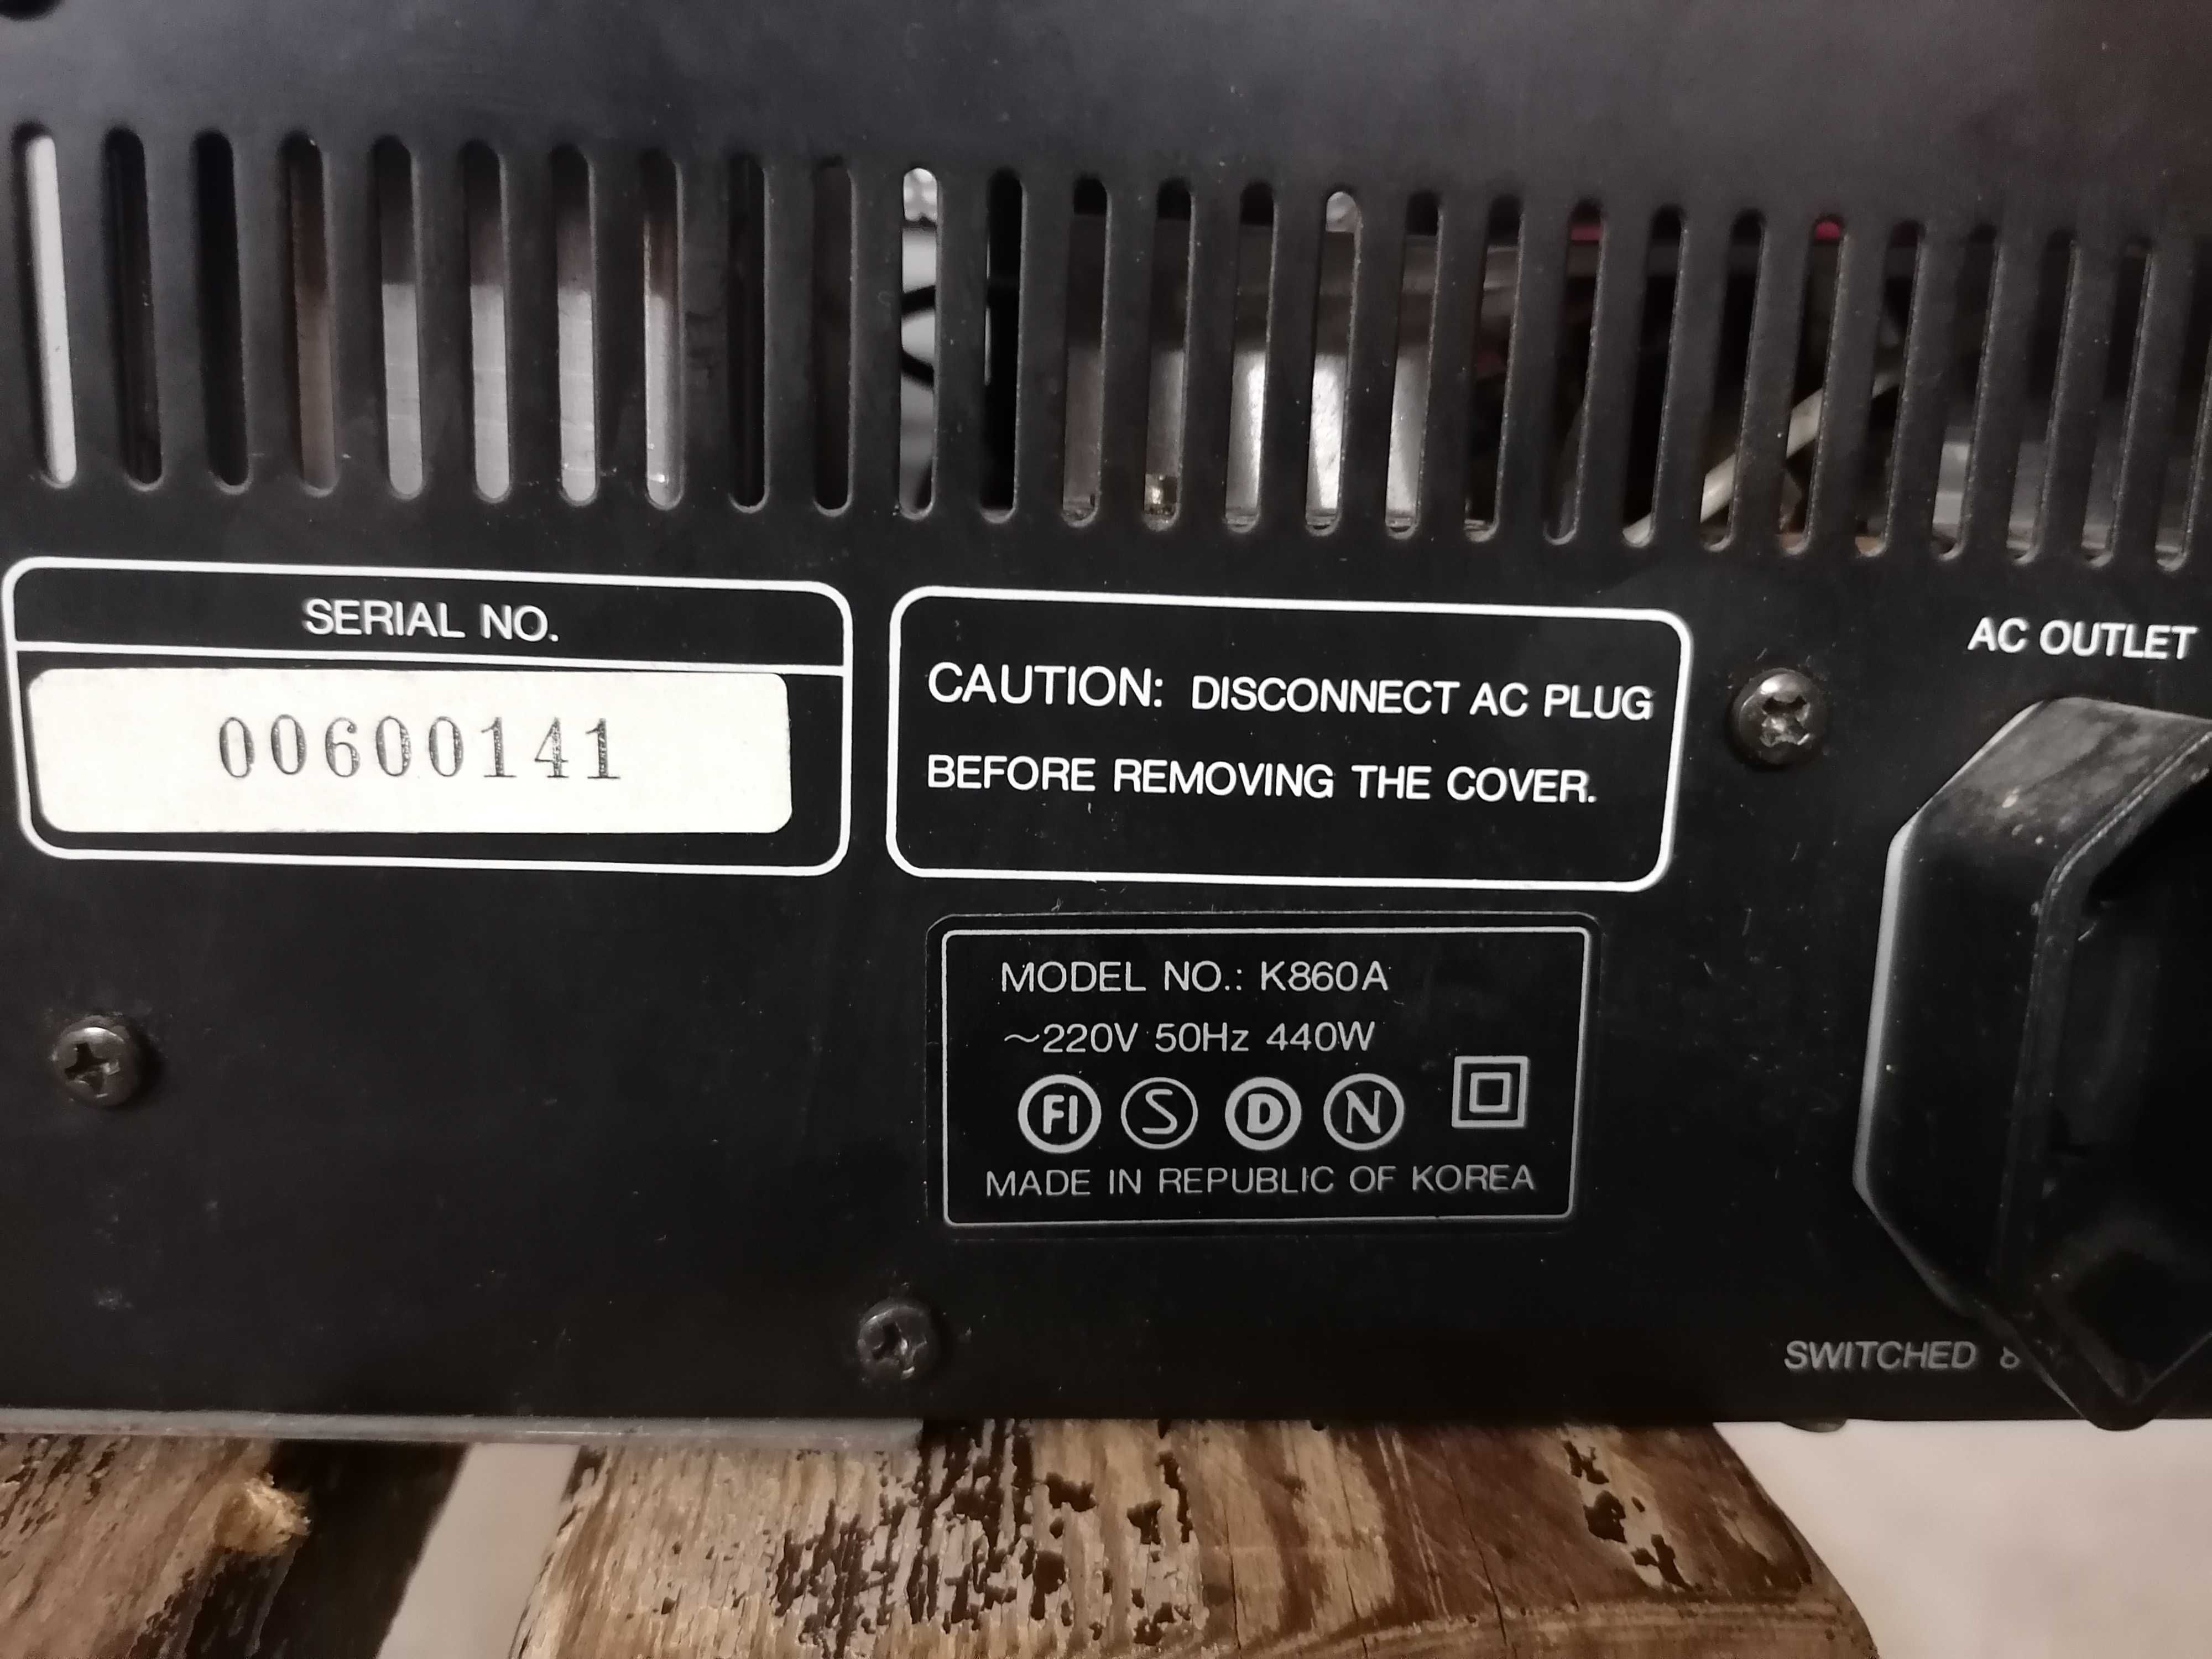 SERIAL NO.
00600141
CAUTION: DISCONNECT AC PLUG
BEFORE REMOVING THE COVER.
AC OUTLET
MODEL NO.: K860A
~220V 50Hz 440W
FI S D N
MADE IN REPUBLIC OF KOREA
SWITCHED